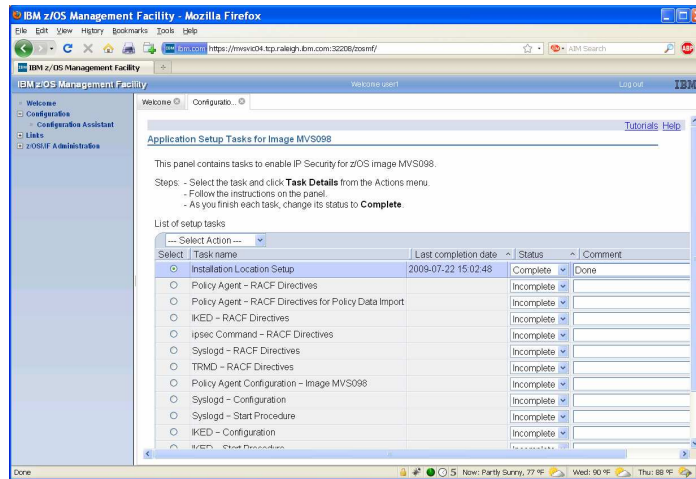 IBM z/OS Management Facility - Mozilla Firefox
File Edit View History Bookmarks Tools Help
ibm.com https://mvsvic04.tcp.raleigh.ibm.com:32208/zosmf/
AIM Search
ABP
IBM z/OS Management Facility
IBM z/OS Management Facility Welcome user1 Log out IBM
Welcome
Configuration
Configuration Assistant
Links
z/OSMF Administration
Welcome Configuratio...
Tutorials Help
Application Setup Tasks for Image MVS098
This panel contains tasks to enable IP Security for z/OS image MVS098.
Steps: - Select the task and click Task Details from the Actions menu.
- Follow the instructions on the panel.
- As you finish each task, change its status to Complete.
List of setup tasks
--- Select Action ---
Select Task name Last completion date ^ Status ^ Comment
Installation Location Setup 2009-07-22 15:02:48 Complete Done
Policy Agent – RACF Directives Incomplete
Policy Agent – RACF Directives for Policy Data Import Incomplete
IKED – RACF Directives Incomplete
ipsec Command – RACF Directives Incomplete
Syslogd – RACF Directives Incomplete
TRMD – RACF Directives Incomplete
Policy Agent Configuration – Image MVS098 Incomplete
Syslogd – Configuration Incomplete
Syslogd – Start Procedure Incomplete
IKED – Configuration Incomplete
IKED – Start Procedure Incomplete
Done 5 Now: Partly Sunny, 77 °F Wed: 90 °F Thu: 88 °F